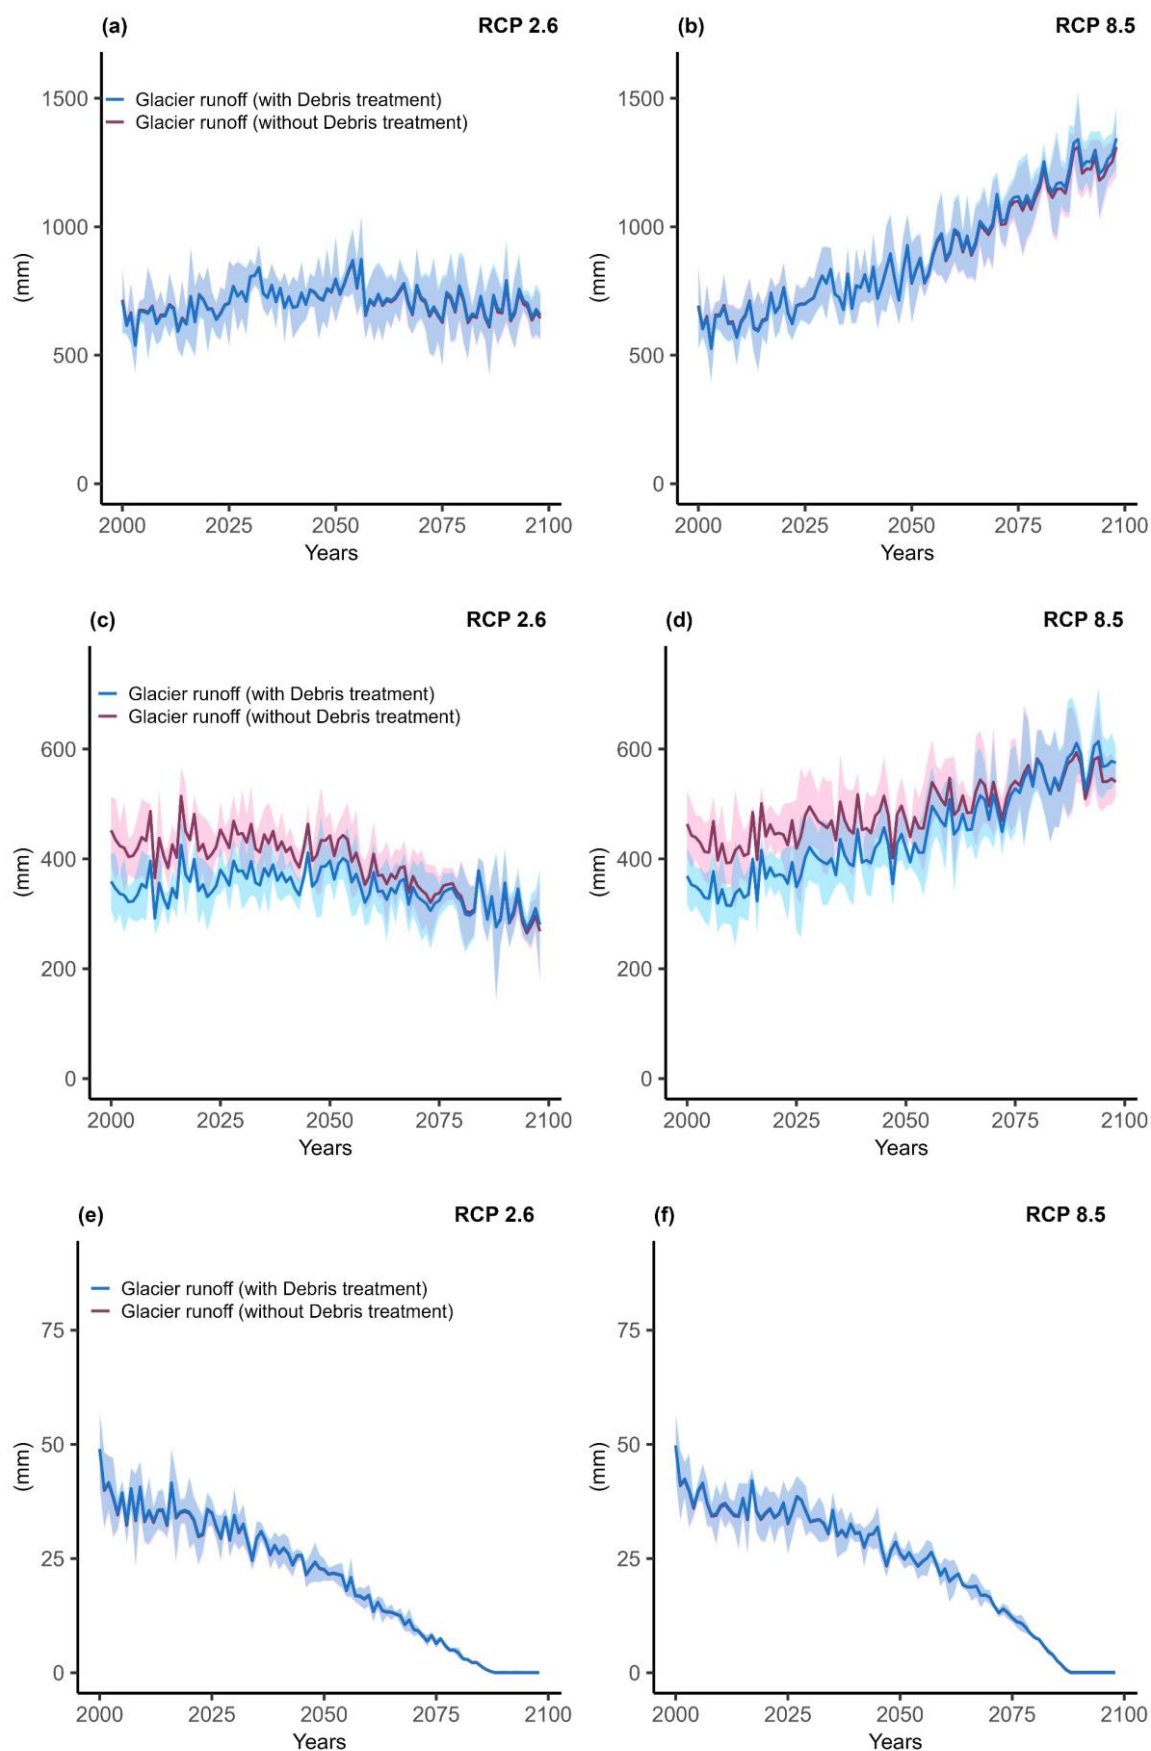 (a) RCP 2.6
1500
Glacier runoff (with Debris treatment)
Glacier runoff (without Debris treatment)
1000
(mm)
500
0
2000 2025 2050 2075 2100
Years
(b) RCP 8.5
1500
1000
(mm)
500
0
2000 2025 2050 2075 2100
Years
(c) RCP 2.6
Glacier runoff (with Debris treatment)
Glacier runoff (without Debris treatment)
600
400
(mm)
200
0
2000 2025 2050 2075 2100
Years
(d) RCP 8.5
600
400
(mm)
200
0
2000 2025 2050 2075 2100
Years
(e) RCP 2.6
Glacier runoff (with Debris treatment)
Glacier runoff (without Debris treatment)
75
50
(mm)
25
0
2000 2025 2050 2075 2100
Years
(f) RCP 8.5
75
50
(mm)
25
0
2000 2025 2050 2075 2100
Years